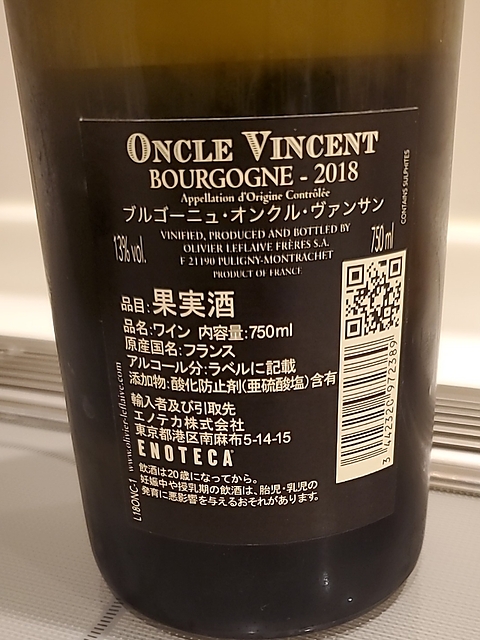 ONCLE VINCENT
BOURGOGNE - 2018
Appellation d'Origine Contrôlée
ブルゴーニュ・オンクル・ヴァンサン
VINIFIED, PRODUCED AND BOTTLED BY
OLIVIER LEFLAIVE FRÈRES S.A.
F 21190 PULIGNY-MONTRACHET
PRODUCT OF FRANCE
13% vol.
750 ml
CONTAINS SULPHITES
品目:果実酒
品名:ワイン 内容量:750ml
原産国名:フランス
アルコール分:ラベルに記載
添加物:酸化防止剤(亜硫酸塩)含有
輸入者及び引取先
エノテカ株式会社
東京都港区南麻布5-14-15
ENOTECA
飲酒は20歳になってから。
妊娠中や授乳期の飲酒は、胎児・乳児の
発育に悪影響を与えるおそれがあります。
L18ONC-1 www.olivier-leflaive.com
3 442320 972389